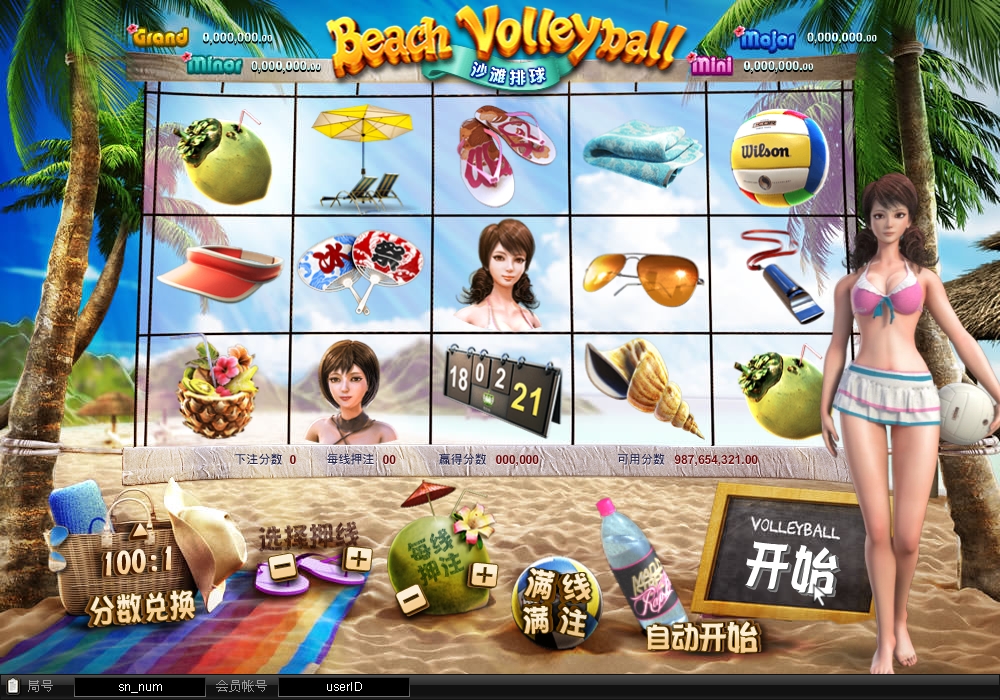 Grand 0,000,000.00
Beach Volleyball
Major 0,000,000.00
Minor 0,000,000.00
沙滩排球
Mini 0,000,000.00
Wilson
祭
18 0 2 21
下注分数 0 每线押注 00 赢得分数 000,000 可用分数 987,654,321.00
100:1
分数兑换
选择押线
- +
每线
押注
- +
满线
满注
VOLLEYBALL
开始
自动开始
局号 sn_num 会员帐号 userID